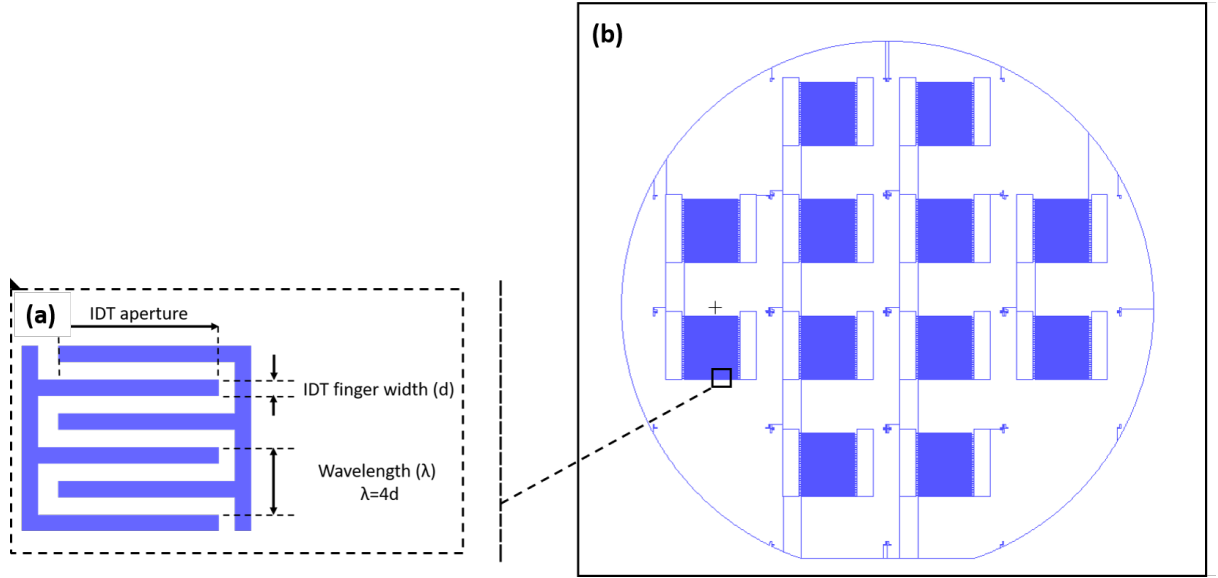 (a)
IDT aperture
IDT finger width (d)
Wavelength (λ)
λ=4d
(b)